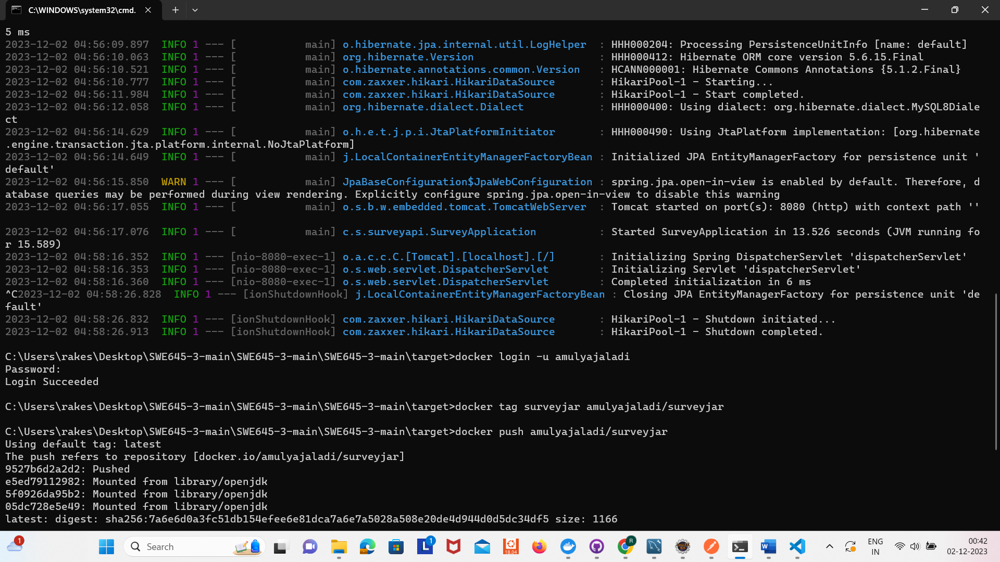 C:\WINDOWS\system32\cmd.
5 ms
2023-12-02 04:56:09.897  INFO 1 --- [           main] o.hibernate.jpa.internal.util.LogHelper  : HHH000204: Processing PersistenceUnitInfo [name: default]
2023-12-02 04:56:10.063  INFO 1 --- [           main] org.hibernate.Version                    : HHH000412: Hibernate ORM core version 5.6.15.Final
2023-12-02 04:56:10.521  INFO 1 --- [           main] o.hibernate.annotations.common.Version   : HCANN000001: Hibernate Commons Annotations {5.1.2.Final}
2023-12-02 04:56:10.777  INFO 1 --- [           main] com.zaxxer.hikari.HikariDataSource       : HikariPool-1 - Starting...
2023-12-02 04:56:11.984  INFO 1 --- [           main] com.zaxxer.hikari.HikariDataSource       : HikariPool-1 - Start completed.
2023-12-02 04:56:12.058  INFO 1 --- [           main] org.hibernate.dialect.Dialect            : HHH000400: Using dialect: org.hibernate.dialect.MySQL8Diale
ct
2023-12-02 04:56:14.629  INFO 1 --- [           main] o.h.e.t.j.p.i.JtaPlatformInitiator       : HHH000490: Using JtaPlatform implementation: [org.hibernate
.engine.transaction.jta.platform.internal.NoJtaPlatform]
2023-12-02 04:56:14.649  INFO 1 --- [           main] j.LocalContainerEntityManagerFactoryBean : Initialized JPA EntityManagerFactory for persistence unit '
default'
2023-12-02 04:56:15.850  WARN 1 --- [           main] JpaBaseConfiguration$JpaWebConfiguration : spring.jpa.open-in-view is enabled by default. Therefore, d
atabase queries may be performed during view rendering. Explicitly configure spring.jpa.open-in-view to disable this warning
2023-12-02 04:56:17.055  INFO 1 --- [           main] o.s.b.w.embedded.tomcat.TomcatWebServer  : Tomcat started on port(s): 8080 (http) with context path ''
2023-12-02 04:56:17.076  INFO 1 --- [           main] c.s.surveyapi.SurveyApplication          : Started SurveyApplication in 13.526 seconds (JVM running fo
r 15.589)
2023-12-02 04:58:16.352  INFO 1 --- [nio-8080-exec-1] o.a.c.c.C.[Tomcat].[localhost].[/]       : Initializing Spring DispatcherServlet 'dispatcherServlet'
2023-12-02 04:58:16.353  INFO 1 --- [nio-8080-exec-1] o.s.web.servlet.DispatcherServlet        : Initializing Servlet 'dispatcherServlet'
2023-12-02 04:58:16.360  INFO 1 --- [nio-8080-exec-1] o.s.web.servlet.DispatcherServlet        : Completed initialization in 6 ms
^C2023-12-02 04:58:26.828  INFO 1 --- [ionShutdownHook] j.LocalContainerEntityManagerFactoryBean : Closing JPA EntityManagerFactory for persistence unit 'de
fault'
2023-12-02 04:58:26.832  INFO 1 --- [ionShutdownHook] com.zaxxer.hikari.HikariDataSource       : HikariPool-1 - Shutdown initiated...
2023-12-02 04:58:26.913  INFO 1 --- [ionShutdownHook] com.zaxxer.hikari.HikariDataSource       : HikariPool-1 - Shutdown completed.
C:\Users\rakes\Desktop\SWE645-3-main\SWE645-3-main\SWE645-3-main\target>docker login -u amulyajaladi
Password:
Login Succeeded
C:\Users\rakes\Desktop\SWE645-3-main\SWE645-3-main\SWE645-3-main\target>docker tag surveyjar amulyajaladi/surveyjar
C:\Users\rakes\Desktop\SWE645-3-main\SWE645-3-main\SWE645-3-main\target>docker push amulyajaladi/surveyjar
Using default tag: latest
The push refers to repository [docker.io/amulyajaladi/surveyjar]
9527b6d2a2d2: Pushed
e5ed79112982: Mounted from library/openjdk
5f0926da95b2: Mounted from library/openjdk
05dc728e5e49: Mounted from library/openjdk
latest: digest: sha256:7a6e6d0a3fc51db154efee6e81dca7a6e7a5028a508e20de4d944d0d5dc34df5 size: 1166
1
Search
L
1
18.04
R
W
ENG
IN
00:42
02-12-2023